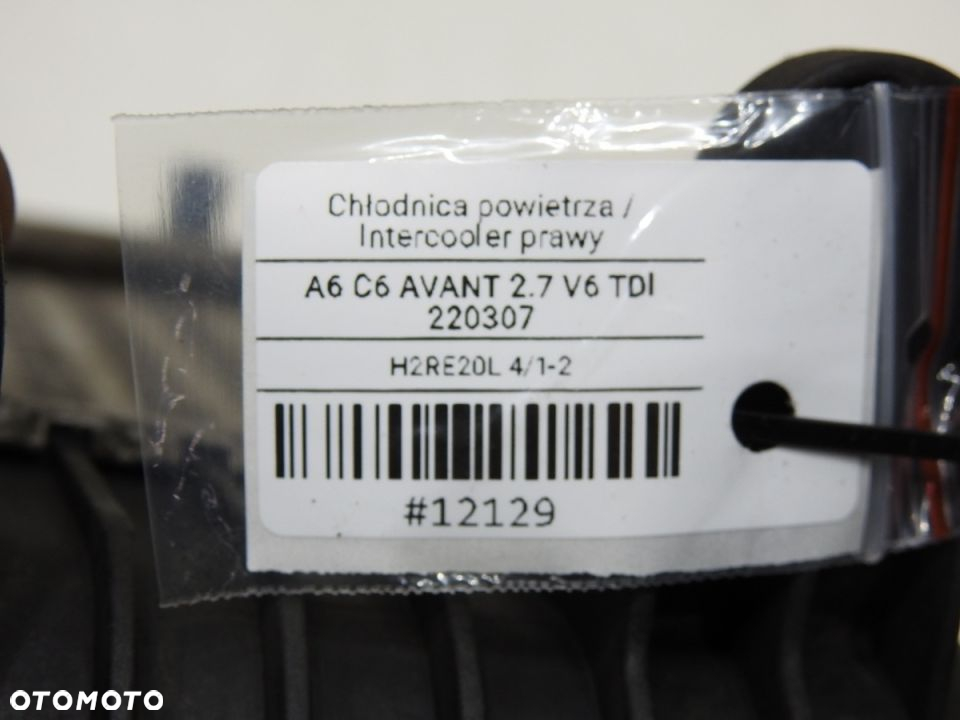 Chłodnica powietrza /
Intercooler prawy
A6 C6 AVANT 2.7 V6 TDI
220307
H2RE20L 4/1-2
#12129
OTOMOTO